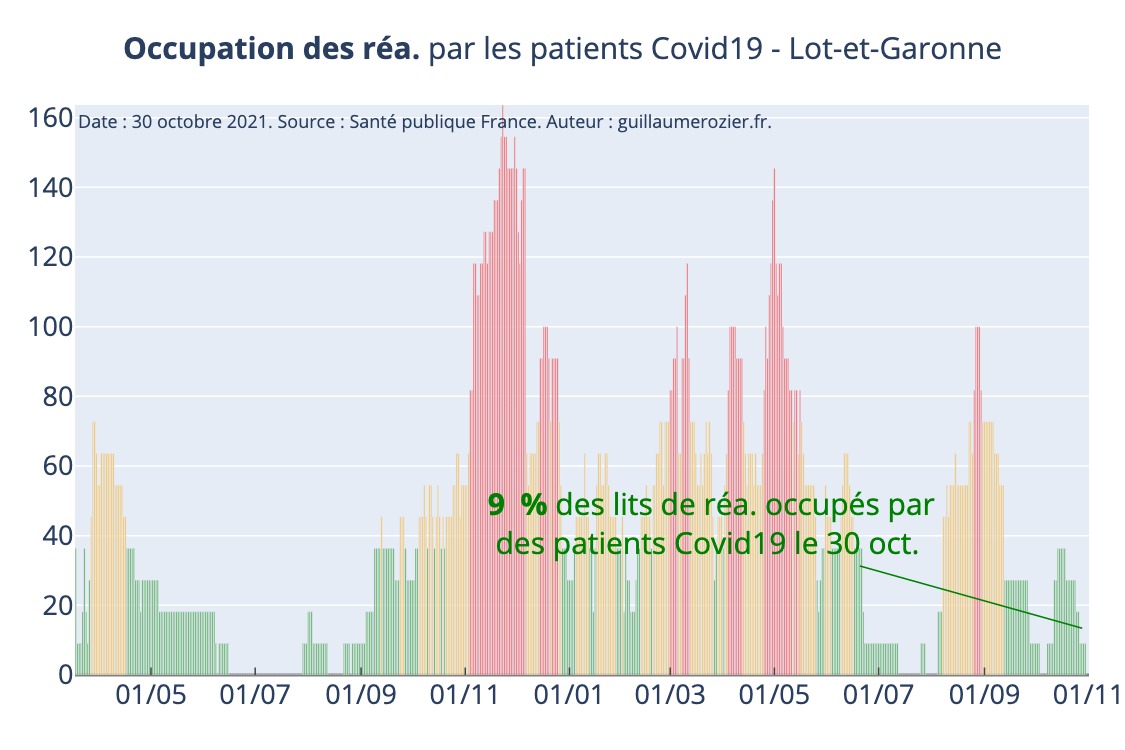 Occupation des réa. par les patients Covid19 - Lot-et-Garonne
160
Date : 30 octobre 2021. Source : Santé publique France. Auteur : guillaumerozier.fr.
140
120
100
80
60
9 % des lits de réa. occupés par
40
des patients Covid19 le 30 oct.
20
0
01/05 01/07 01/09 01/11 01/01 01/03 01/05 01/07 01/09 01/11